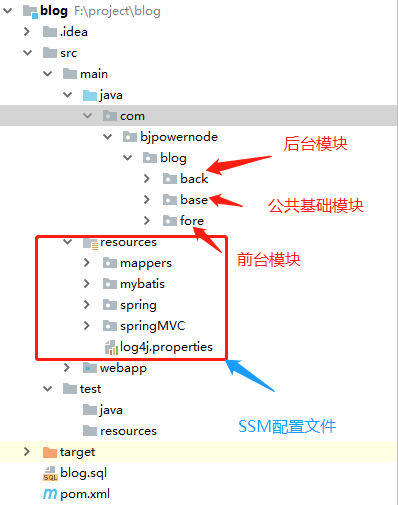 blog F:\project\blog
.idea
src
main
java
com
bjpowernode
blog
back
后台模块
base
公共基础模块
fore
前台模块
resources
mappers
mybatis
spring
springMVC
log4j.properties
webapp
SSM配置文件
test
java
resources
target
blog.sql
pom.xml